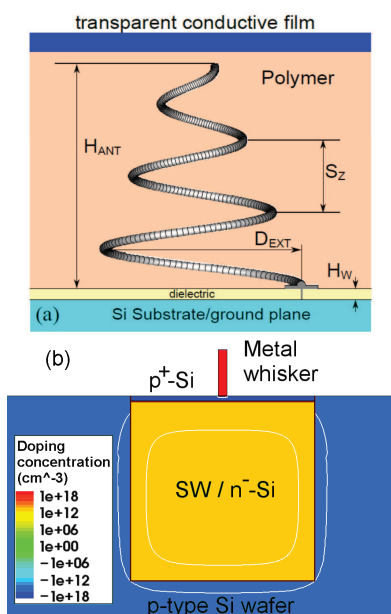 transparent conductive film
Polymer
H_ANT
S_Z
D_EXT
H_W
dielectric
(a)
Si Substrate/ground plane
(b)
Metal
whisker
p⁺-Si
Doping
concentration
(cm^-3)
1e+18
1e+12
1e+06
1e+00
-1e+06
-1e+12
-1e+18
SW / n⁻-Si
p-type Si wafer